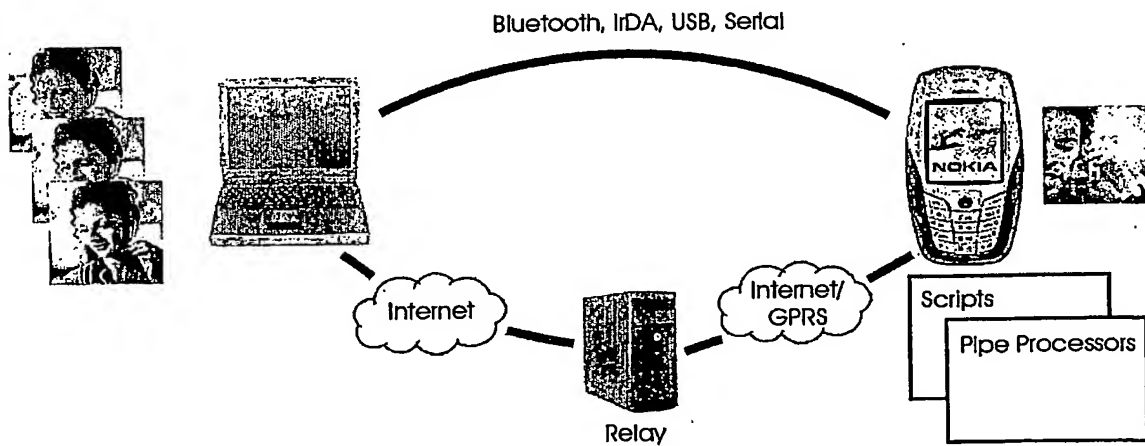 Bluetooth, IrDA, USB, Serial
NOKIA
Internet
Internet/
GPRS
Scripts
Pipe Processors
Relay